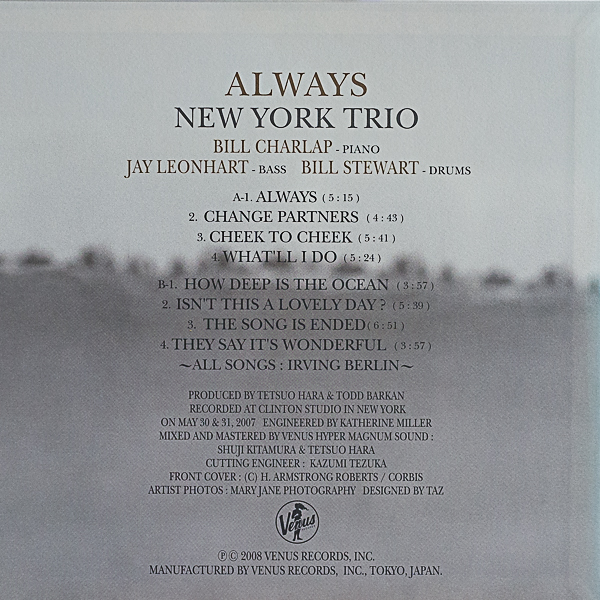 ALWAYS
NEW YORK TRIO
BILL CHARLAP - PIANO
JAY LEONHART - BASS BILL STEWART - DRUMS
A-1. ALWAYS ( 5 : 15 )
2. CHANGE PARTNERS ( 4 : 43 )
3. CHEEK TO CHEEK ( 5 : 41 )
4. WHAT'LL I DO ( 5 : 24 )
B-1. HOW DEEP IS THE OCEAN ( 3 : 57 )
2. ISN'T THIS A LOVELY DAY ? ( 5 : 39 )
3. THE SONG IS ENDED ( 6 : 51 )
4. THEY SAY IT'S WONDERFUL ( 3 : 57 )
~ALL SONGS : IRVING BERLIN~
PRODUCED BY TETSUO HARA & TODD BARKAN
RECORDED AT CLINTON STUDIO IN NEW YORK
ON MAY 30 & 31, 2007 ENGINEERED BY KATHERINE MILLER
MIXED AND MASTERED BY VENUS HYPER MAGNUM SOUND :
SHUJI KITAMURA & TETSUO HARA
CUTTING ENGINEER : KAZUMI TEZUKA
FRONT COVER : (C) H. ARMSTRONG ROBERTS / CORBIS
ARTIST PHOTOS : MARY JANE PHOTOGRAPHY DESIGNED BY TAZ
Venus
℗ © 2008 VENUS RECORDS, INC.
MANUFACTURED BY VENUS RECORDS, INC., TOKYO, JAPAN.